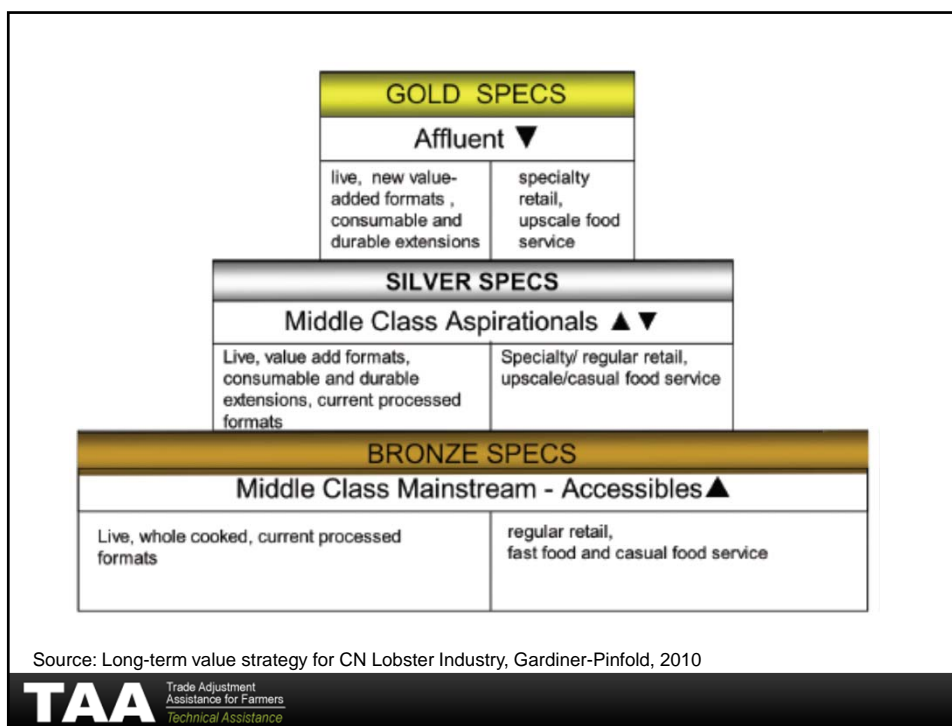 GOLD SPECS
Affluent ▼
live, new value-
added formats ,
consumable and
durable extensions
specialty
retail,
upscale food
service
SILVER SPECS
Middle Class Aspirationals ▲▼
Live, value add formats,
consumable and durable
extensions, current processed
formats
Specialty/ regular retail,
upscale/casual food service
BRONZE SPECS
Middle Class Mainstream - Accessibles▲
Live, whole cooked, current processed
formats
regular retail,
fast food and casual food service
Source: Long-term value strategy for CN Lobster Industry, Gardiner-Pinfold, 2010
TAA
Trade Adjustment
Assistance for Farmers
Technical Assistance